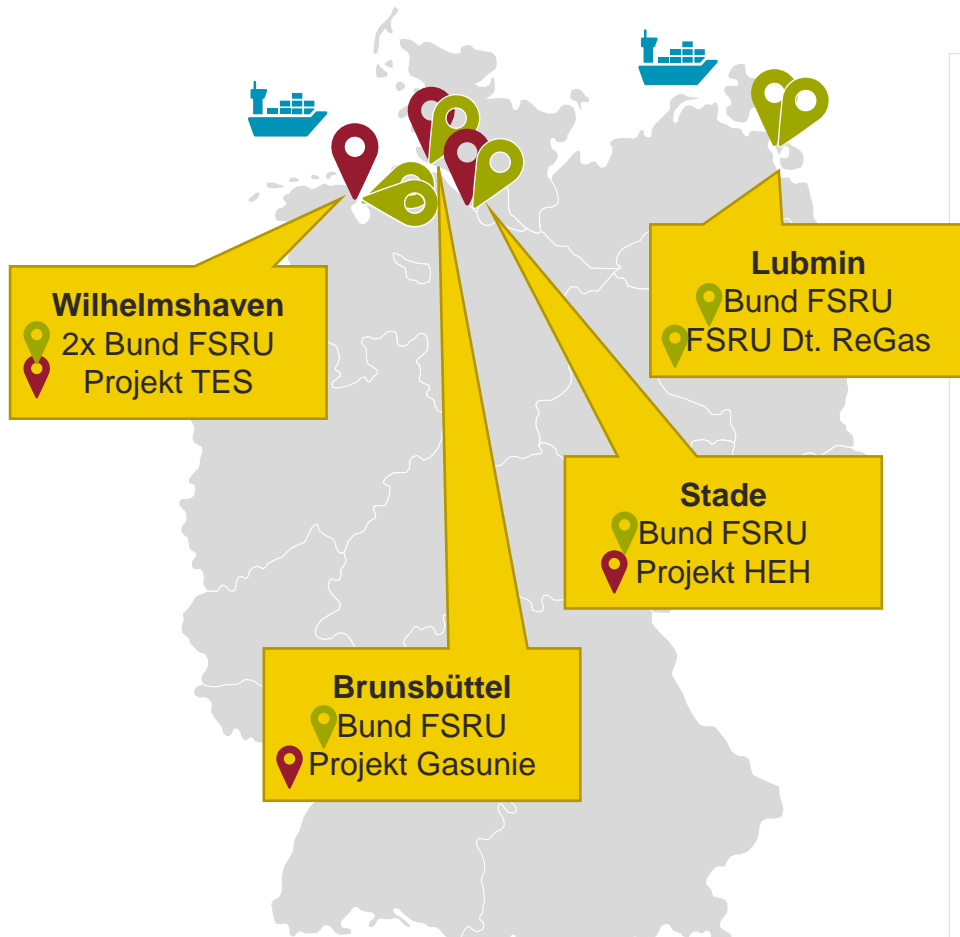 Wilhelmshaven
2x Bund FSRU
Projekt TES
Lubmin
Bund FSRU
FSRU Dt. ReGas
Stade
Bund FSRU
Projekt HEH
Brunsbüttel
Bund FSRU
Projekt Gasunie